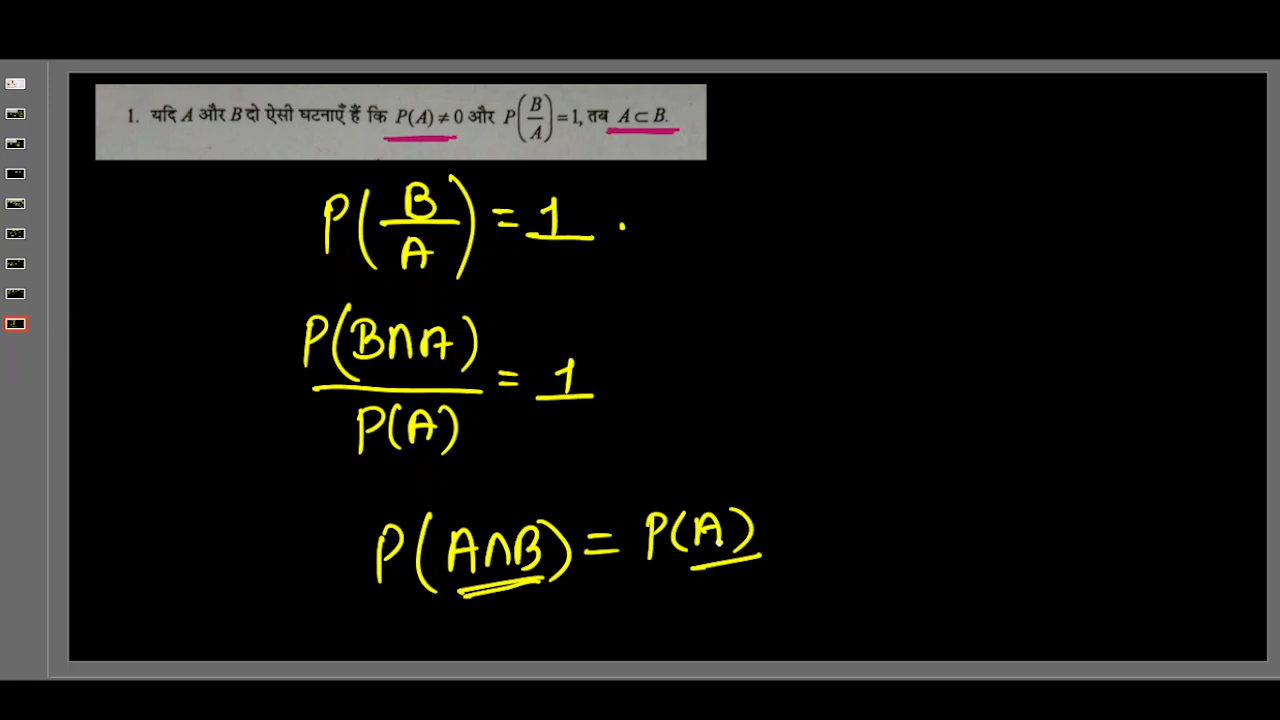 1. यदि A और B दो ऐसी घटनाएँ हैं कि P(A) ≠ 0 और P(B/A) = 1, तब A ⊂ B.
P(B/A) = 1 .
P(B∩A)/P(A) = 1
P(A∩B) = P(A)